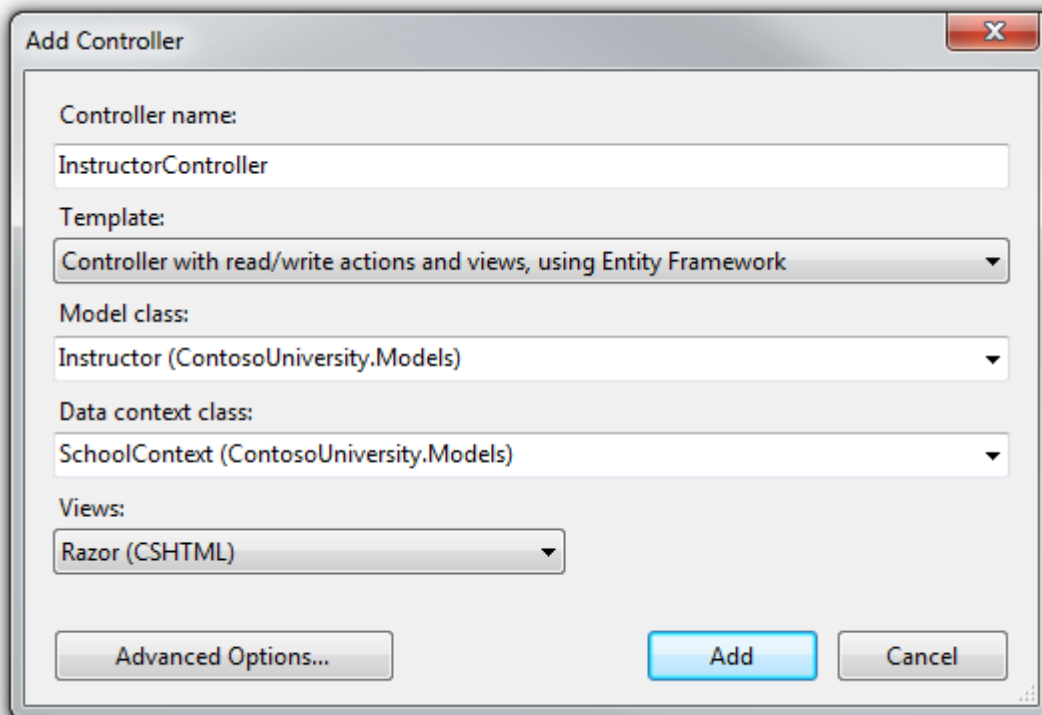 Add Controller
Controller name:
InstructorController
Template:
Controller with read/write actions and views, using Entity Framework
Model class:
Instructor (ContosoUniversity.Models)
Data context class:
SchoolContext (ContosoUniversity.Models)
Views:
Razor (CSHTML)
Advanced Options...
Add
Cancel